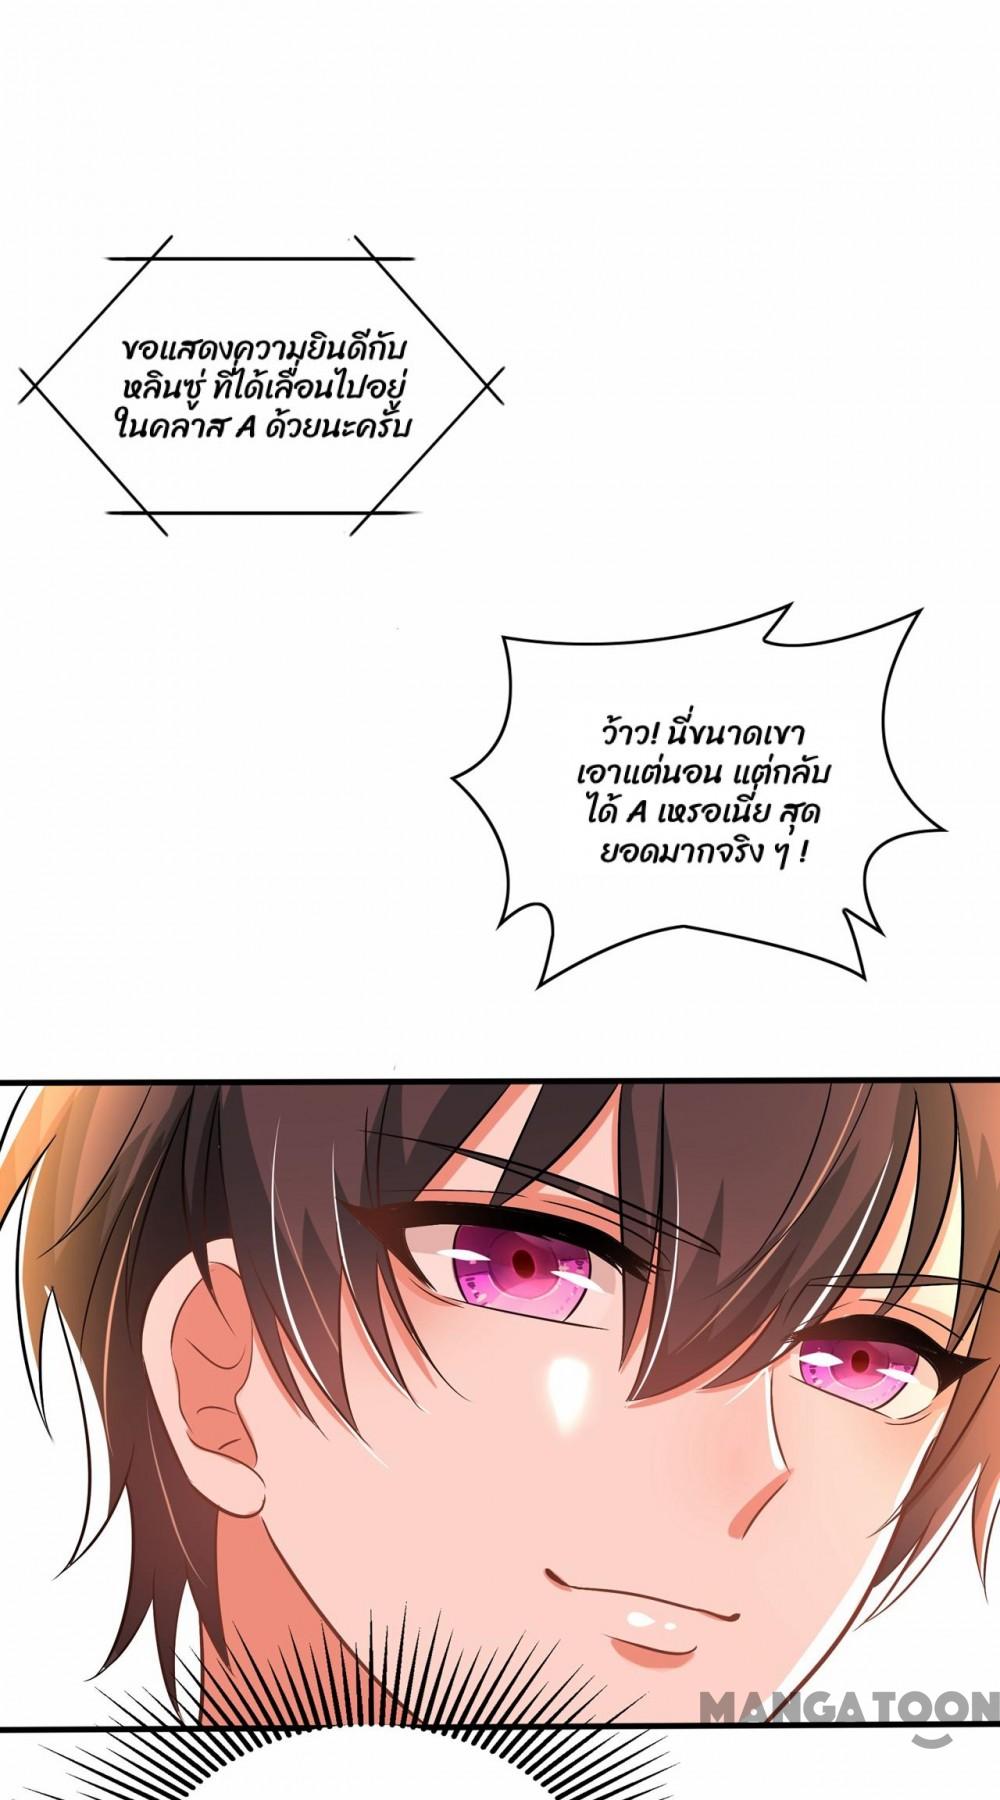 ขอแสดงความยินดีกับ
หลินซู่ ที่ได้เลื่อนไปอยู่
ในคลาส A ด้วยนะครับ
ว้าว! นี่ขนาดเขา
เอาแต่นอน แต่กลับ
ได้ A เหรอเนี่ย สุด
ยอดมากจริง ๆ !
MANGATOON